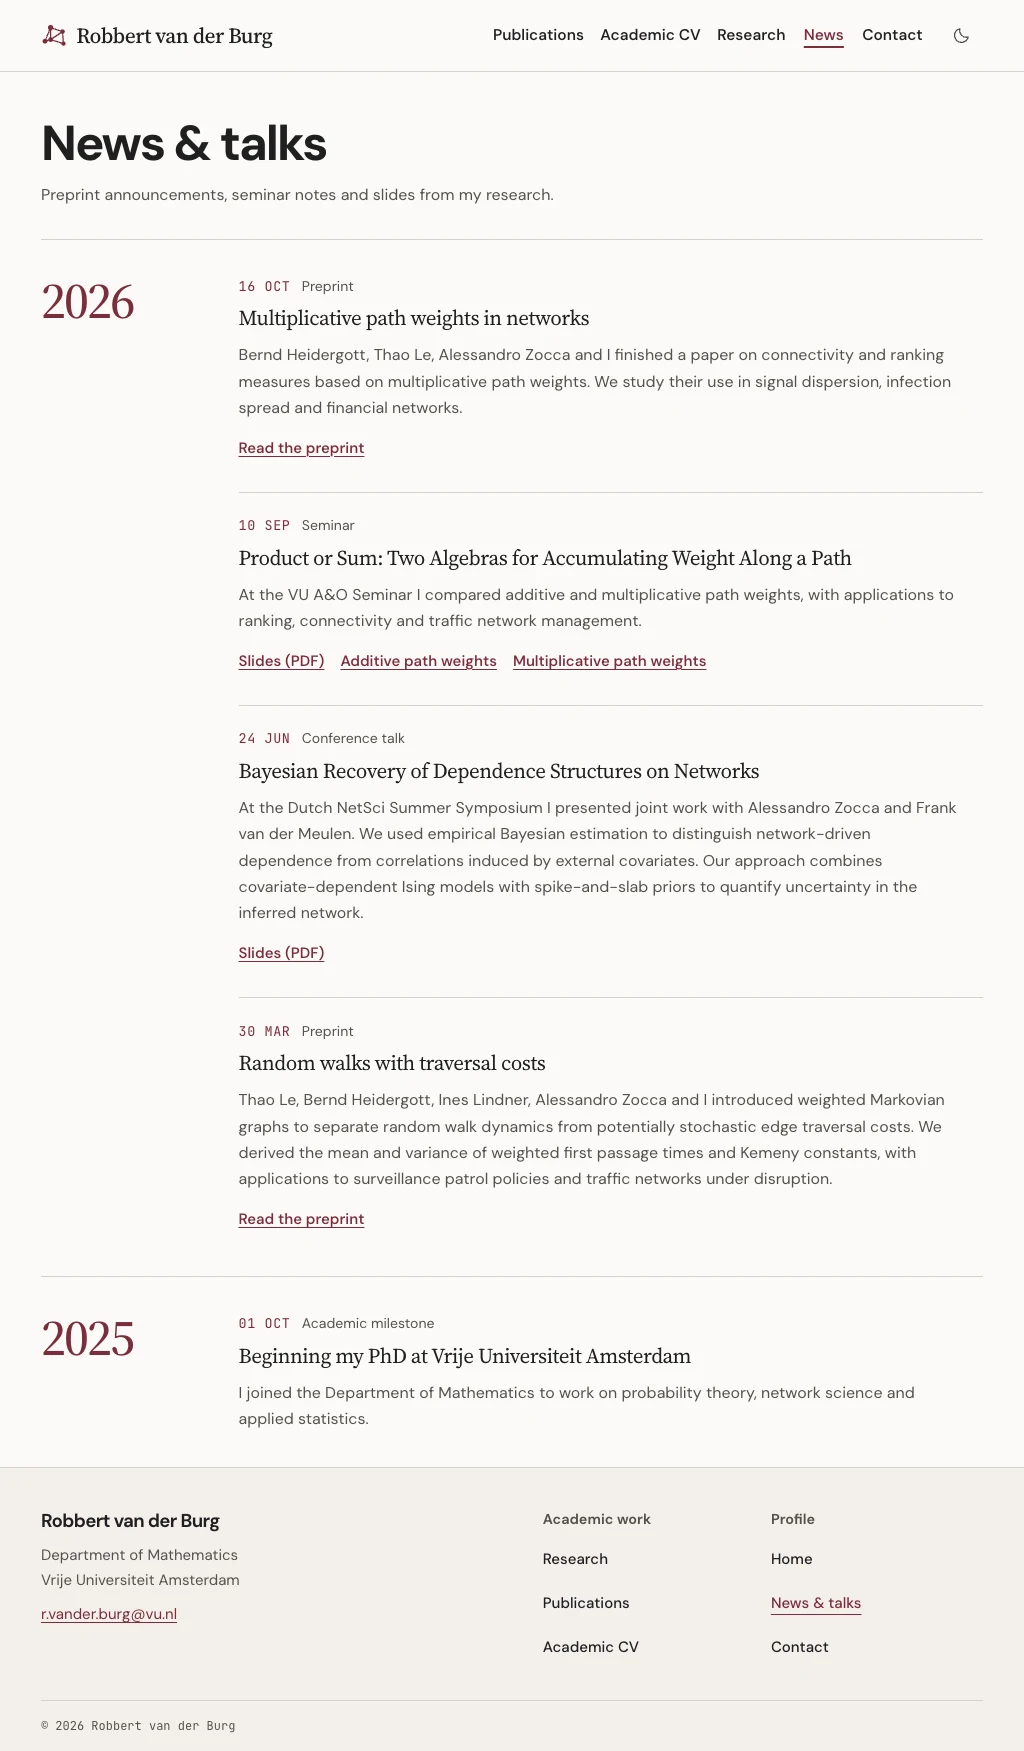 Robbert van der Burg
Publications Academic CV Research News Contact
News & talks
Preprint announcements, seminar notes and slides from my research.
2026
16 OCT Preprint
Multiplicative path weights in networks
Bernd Heidergott, Thao Le, Alessandro Zocca and I finished a paper on connectivity and ranking
measures based on multiplicative path weights. We study their use in signal dispersion, infection
spread and financial networks.
Read the preprint
10 SEP Seminar
Product or Sum: Two Algebras for Accumulating Weight Along a Path
At the VU A&O Seminar I compared additive and multiplicative path weights, with applications to
ranking, connectivity and traffic network management.
Slides (PDF) Additive path weights Multiplicative path weights
24 JUN Conference talk
Bayesian Recovery of Dependence Structures on Networks
At the Dutch NetSci Summer Symposium I presented joint work with Alessandro Zocca and Frank
van der Meulen. We used empirical Bayesian estimation to distinguish network-driven
dependence from correlations induced by external covariates. Our approach combines
covariate-dependent Ising models with spike-and-slab priors to quantify uncertainty in the
inferred network.
Slides (PDF)
30 MAR Preprint
Random walks with traversal costs
Thao Le, Bernd Heidergott, Ines Lindner, Alessandro Zocca and I introduced weighted Markovian
graphs to separate random walk dynamics from potentially stochastic edge traversal costs. We
derived the mean and variance of weighted first passage times and Kemeny constants, with
applications to surveillance patrol policies and traffic networks under disruption.
Read the preprint
2025
01 OCT Academic milestone
Beginning my PhD at Vrije Universiteit Amsterdam
I joined the Department of Mathematics to work on probability theory, network science and
applied statistics.
Robbert van der Burg
Department of Mathematics
Vrije Universiteit Amsterdam
r.vander.burg@vu.nl
Academic work
Research
Publications
Academic CV
Profile
Home
News & talks
Contact
© 2026 Robbert van der Burg